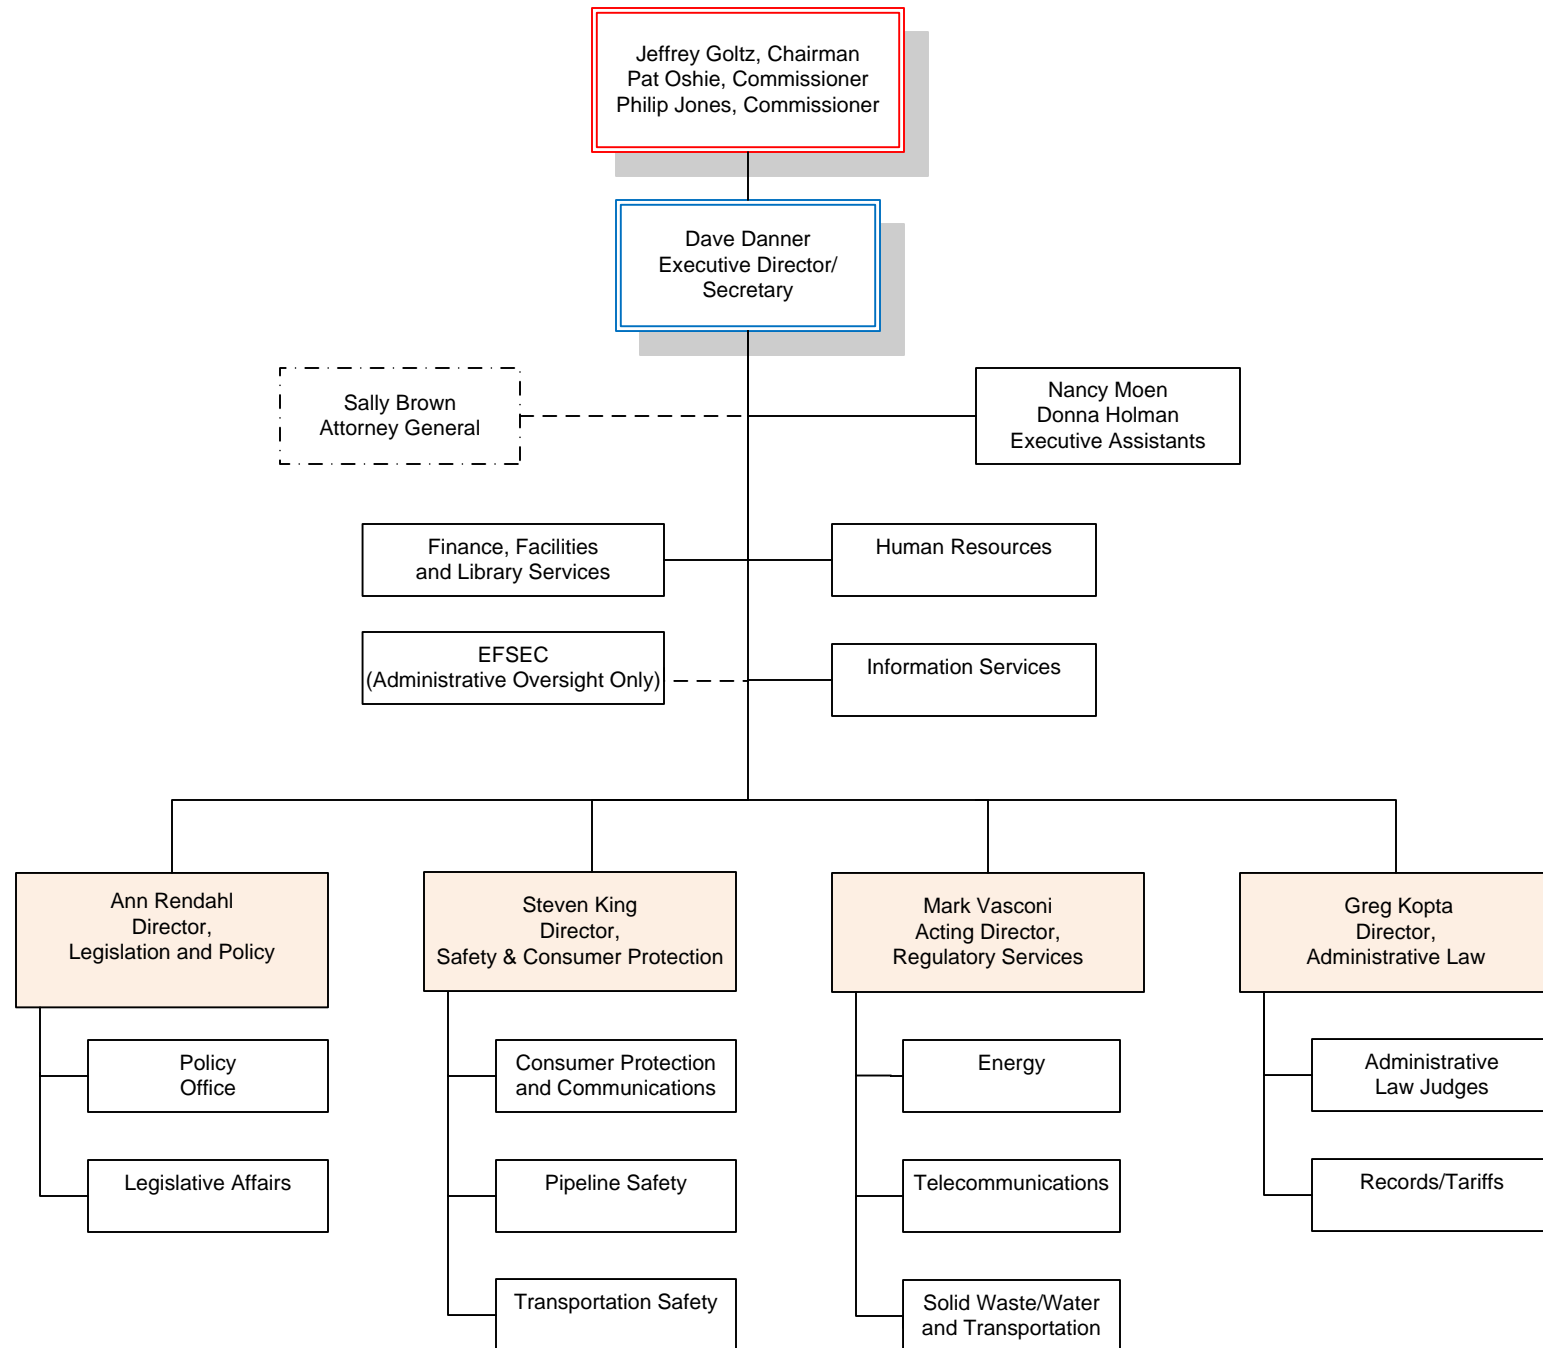 Jeffrey Goltz, Chairman
Pat Oshie, Commissioner
Philip Jones, Commissioner
Dave Danner
Executive Director/
Secretary
Sally Brown
Attorney General
Nancy Moen
Donna Holman
Executive Assistants
Finance, Facilities
and Library Services
Human Resources
EFSEC
(Administrative Oversight Only)
Information Services
Ann Rendahl
Director,
Legislation and Policy
Steven King
Director,
Safety & Consumer Protection
Mark Vasconi
Acting Director,
Regulatory Services
Greg Kopta
Director,
Administrative Law
Policy
Office
Consumer Protection
and Communications
Energy
Administrative
Law Judges
Legislative Affairs
Pipeline Safety
Telecommunications
Records/Tariffs
Transportation Safety
Solid Waste/Water
and Transportation